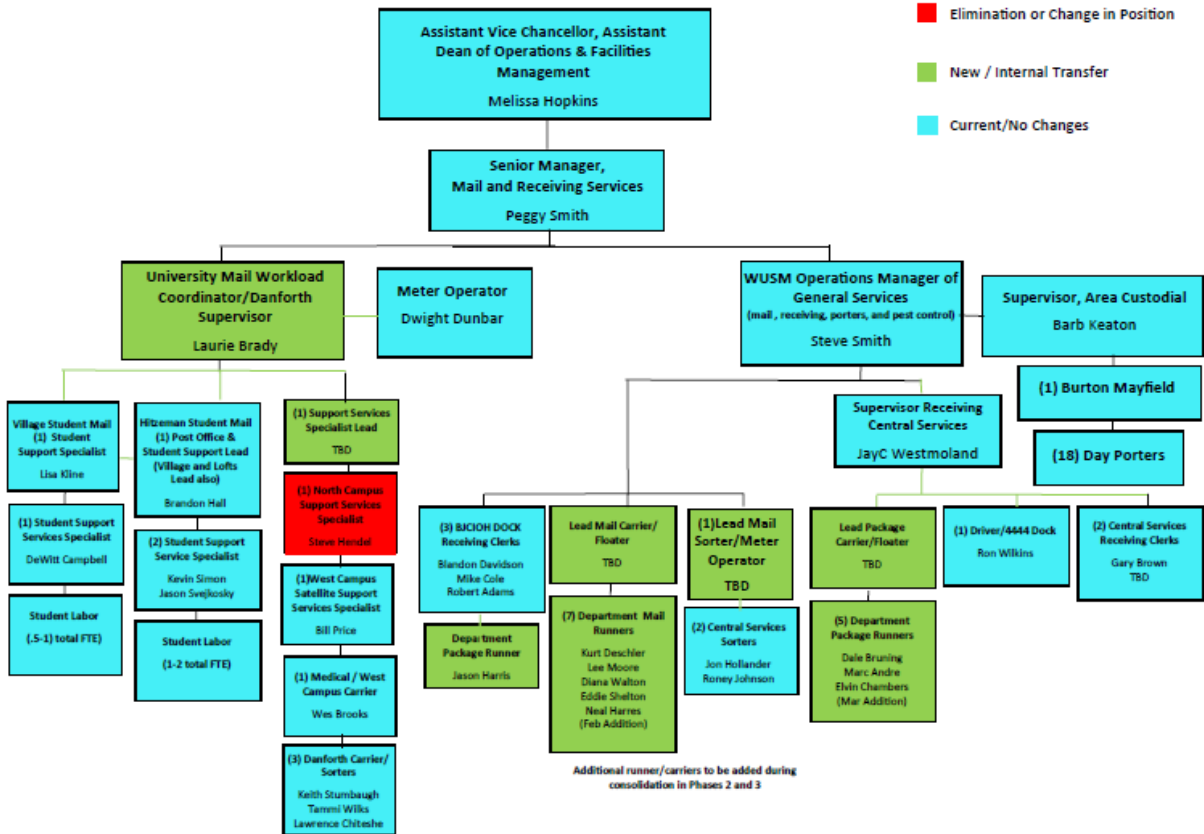 Elimination or Change in Position
New / Internal Transfer
Current/No Changes
Assistant Vice Chancellor, Assistant
Dean of Operations & Facilities
Management
Melissa Hopkins
Senior Manager,
Mail and Receiving Services
Peggy Smith
University Mail Workload
Coordinator/Danforth
Supervisor
Laurie Brady
Meter Operator
Dwight Dunbar
WUSM Operations Manager of
General Services
(mail , receiving, porters, and pest control)
Steve Smith
Supervisor, Area Custodial
Barb Keaton
(1) Burton Mayfield
(18) Day Porters
Village Student Mail
(1) Student
Support Specialist
Lisa Kline
(1) Student Support
Services Specialist
DeWitt Campbell
Student Labor
(.5-1) total FTE)
Hitzeman Student Mail
(1) Post Office &
Student Support Lead
(Village and Lofts
Lead also)
Brandon Hall
(2) Student Support
Service Specialist
Kevin Simon
Jason Svejkosky
Student Labor
(1-2 total FTE)
(1) Support Services
Specialist Lead
TBD
(1) North Campus
Support Services
Specialist
Steve Hendel
(1)West Campus
Satellite Support
Services Specialist
Bill Price
(1) Medical / West
Campus Carrier
Wes Brooks
(3) Danforth Carrier/
Sorters
Keith Stumbaugh
Tammi Wilks
Lawrence Chiteshe
Supervisor Receiving
Central Services
JayC Westmoland
(3) BJCIOH DOCK
Receiving Clerks
Blandon Davidson
Mike Cole
Robert Adams
Department
Package Runner
Jason Harris
Lead Mail Carrier/
Floater
TBD
(7) Department Mail
Runners
Kurt Deschler
Lee Moore
Diana Walton
Eddie Shelton
Neal Harres
(Feb Addition)
(1)Lead Mail
Sorter/Meter
Operator
TBD
(2) Central Services
Sorters
Jon Hollander
Roney Johnson
Lead Package
Carrier/Floater
TBD
(5) Department
Package Runners
Dale Bruning
Marc Andre
Elvin Chambers
(Mar Addition)
(1) Driver/4444 Dock
Ron Wilkins
(2) Central Services
Receiving Clerks
Gary Brown
TBD
Additional runner/carriers to be added during
consolidation in Phases 2 and 3